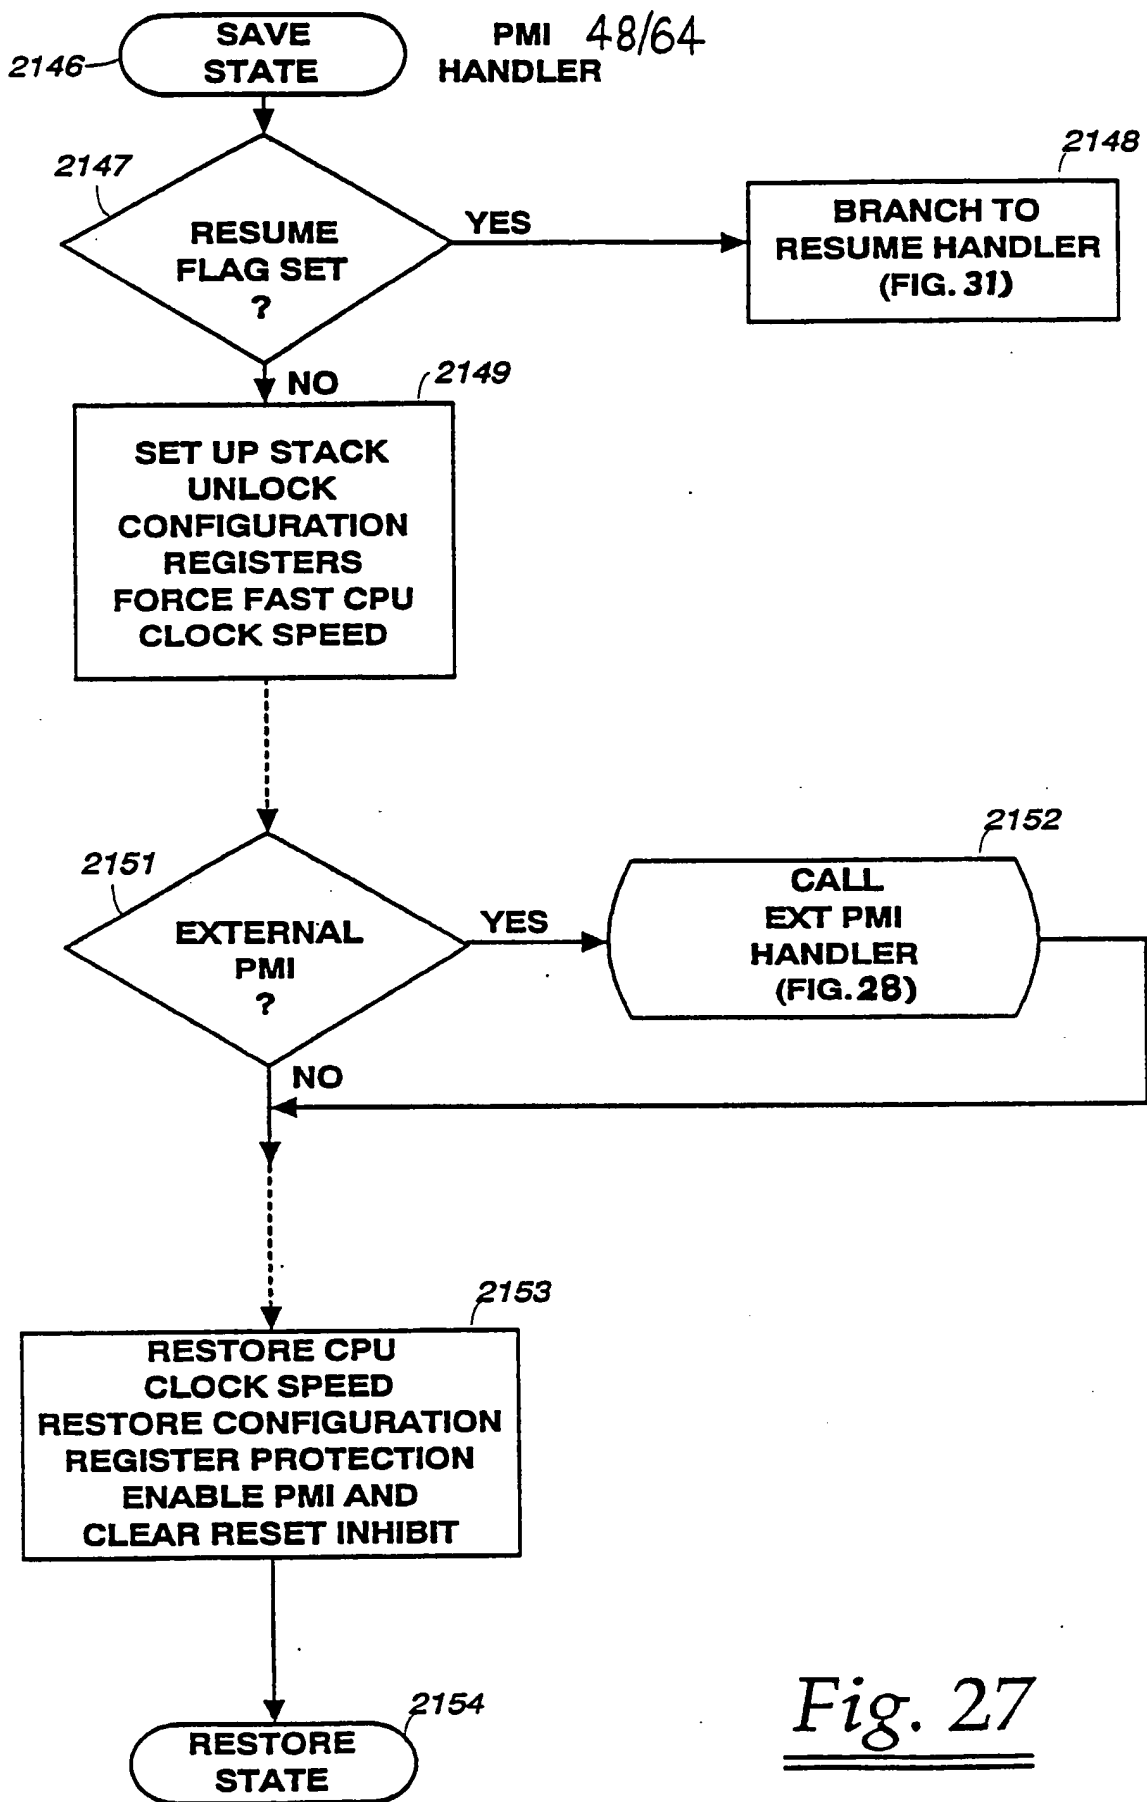 SAVE
STATE
2146
PMI 48/64
HANDLER
2147
RESUME
FLAG SET
?
YES
2148
BRANCH TO
RESUME HANDLER
(FIG. 31)
NO
2149
SET UP STACK
UNLOCK
CONFIGURATION
REGISTERS
FORCE FAST CPU
CLOCK SPEED
2151
EXTERNAL
PMI
?
YES
2152
CALL
EXT PMI
HANDLER
(FIG.28)
NO
2153
RESTORE CPU
CLOCK SPEED
RESTORE CONFIGURATION
REGISTER PROTECTION
ENABLE PMI AND
CLEAR RESET INHIBIT
2154
RESTORE
STATE
Fig. 27